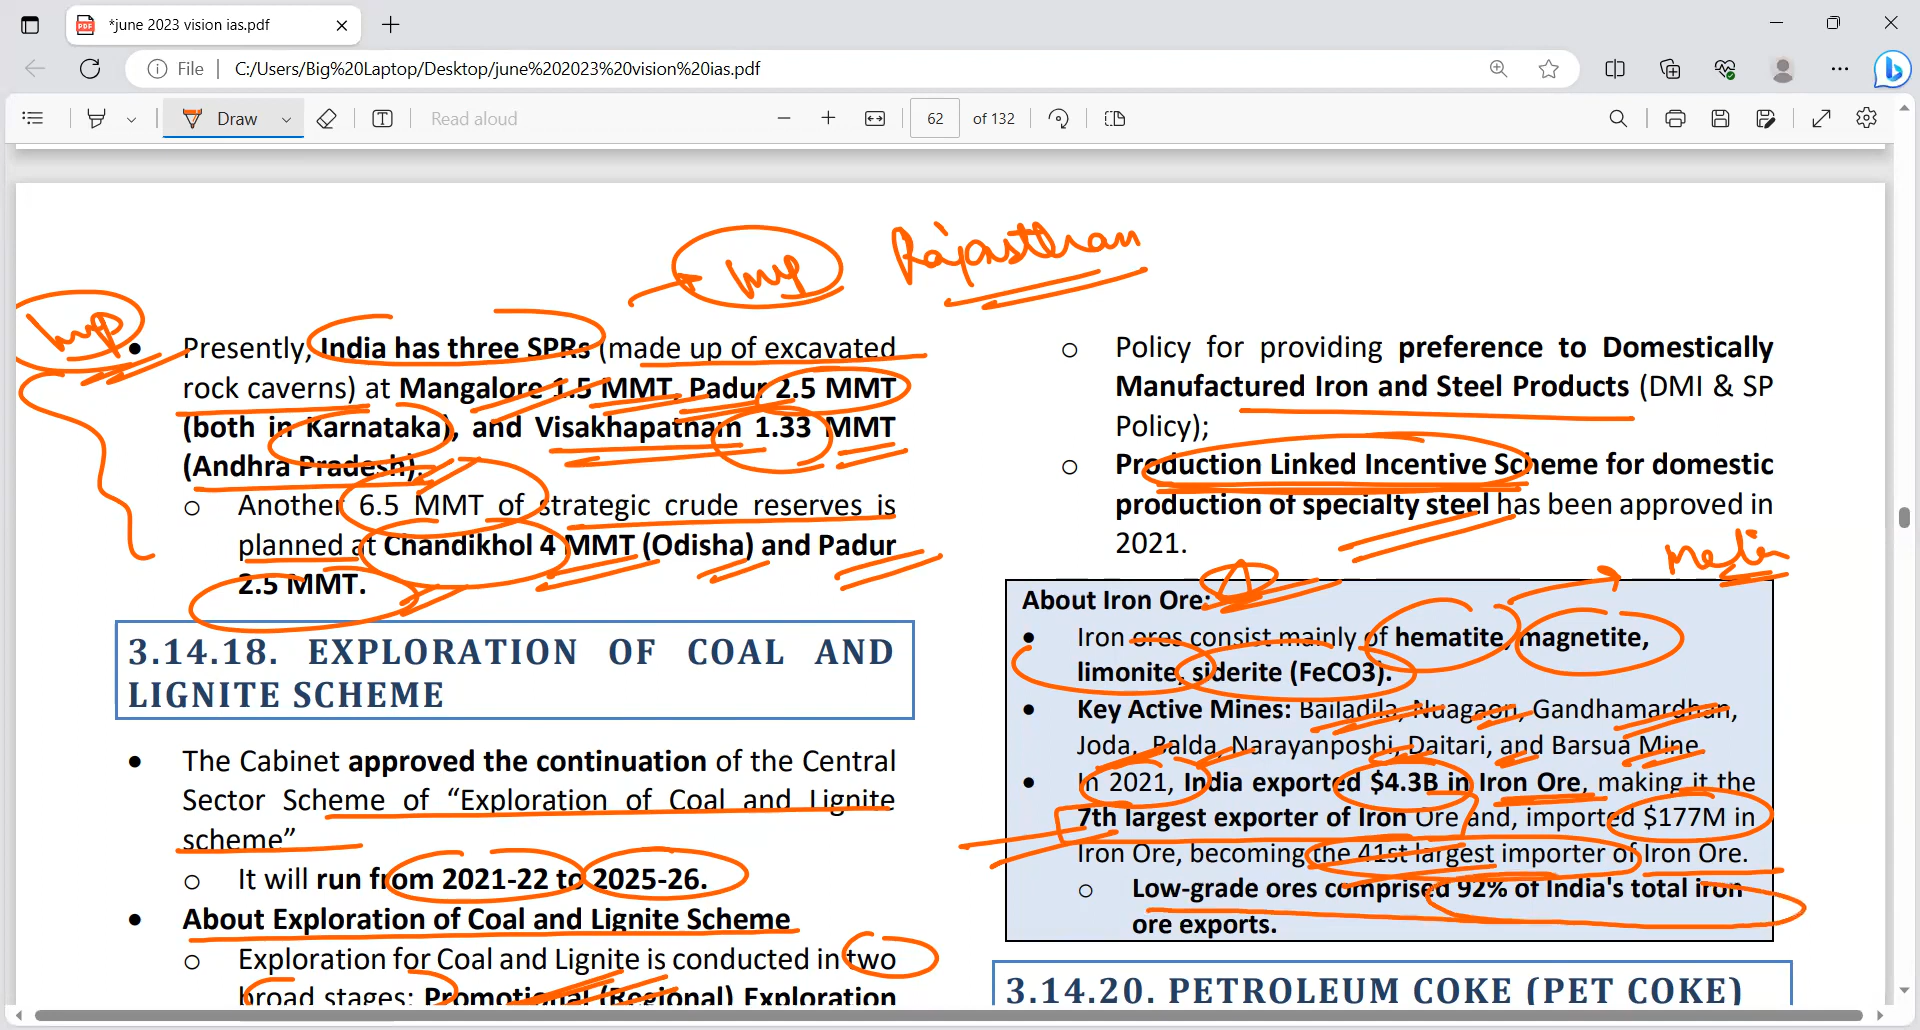 *june 2023 vision ias.pdf
File
C:/Users/Big%20Laptop/Desktop/june%202023%20vision%20ias.pdf
Draw
Read aloud
62
of 132
Imp
Rajasthan
Imp
• Presently, India has three SPRs (made up of excavated
rock caverns) at Mangalore 1.5 MMT, Padur 2.5 MMT
(both in Karnataka), and Visakhapatnam 1.33 MMT
(Andhra Pradesh).
o Another 6.5 MMT of strategic crude reserves is
planned at Chandikhol 4 MMT (Odisha) and Padur
2.5 MMT.
3.14.18. EXPLORATION OF COAL AND
LIGNITE SCHEME
• The Cabinet approved the continuation of the Central
Sector Scheme of “Exploration of Coal and Lignite
scheme”
o It will run from 2021-22 to 2025-26.
• About Exploration of Coal and Lignite Scheme
o Exploration for Coal and Lignite is conducted in two
broad stages: Promotional (Regional) Exploration
o Policy for providing preference to Domestically
Manufactured Iron and Steel Products (DMI & SP
Policy);
o Production Linked Incentive Scheme for domestic
production of specialty steel has been approved in
2021.
About Iron Ore:
• Iron ores consist mainly of hematite, magnetite,
limonite, siderite (FeCO3).
• Key Active Mines: Bailadila, Nuagaon, Gandhamardhan,
Joda, Balda, Narayanposhi, Daitari, and Barsua Mine
• In 2021, India exported $4.3B in Iron Ore, making it the
7th largest exporter of Iron Ore and, imported $177M in
Iron Ore, becoming the 41st largest importer of Iron Ore.
o Low-grade ores comprised 92% of India's total iron
ore exports.
3.14.20. PETROLEUM COKE (PET COKE)